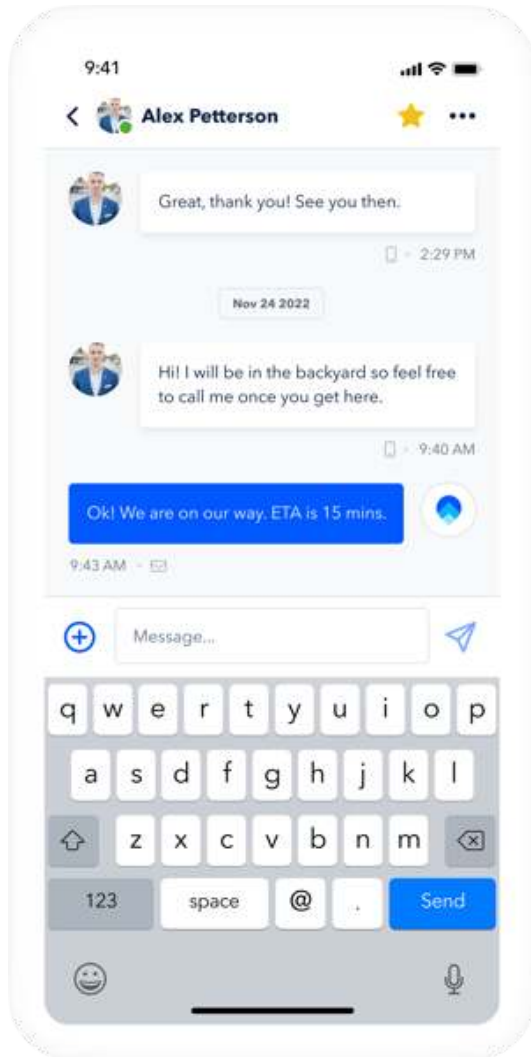 9:41
Alex Petterson
Great, thank you! See you then.
2:29 PM
Nov 24 2022
Hi! I will be in the backyard so feel free
to call me once you get here.
9:40 AM
Ok! We are on our way. ETA is 15 mins.
9:43 AM
Message...
q w e r t y u i o p
a s d f g h j k l
z x c v b n m
123 space @ . Send